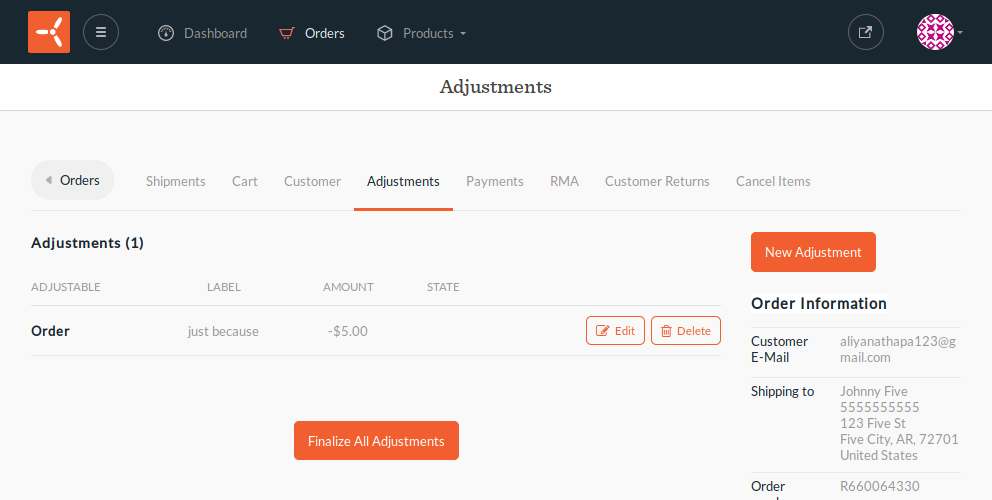 Dashboard
Orders
Products
Adjustments
Orders
Shipments
Cart
Customer
Adjustments
Payments
RMA
Customer Returns
Cancel Items
Adjustments (1)
ADJUSTABLE LABEL AMOUNT STATE
Order just because -$5.00 Edit Delete
Finalize All Adjustments
New Adjustment
Order Information
Customer E-Mail
aliyanathapa123@g
mail.com
Shipping to
Johnny Five
5555555555
123 Five St
Five City, AR, 72701
United States
Order
R660064330